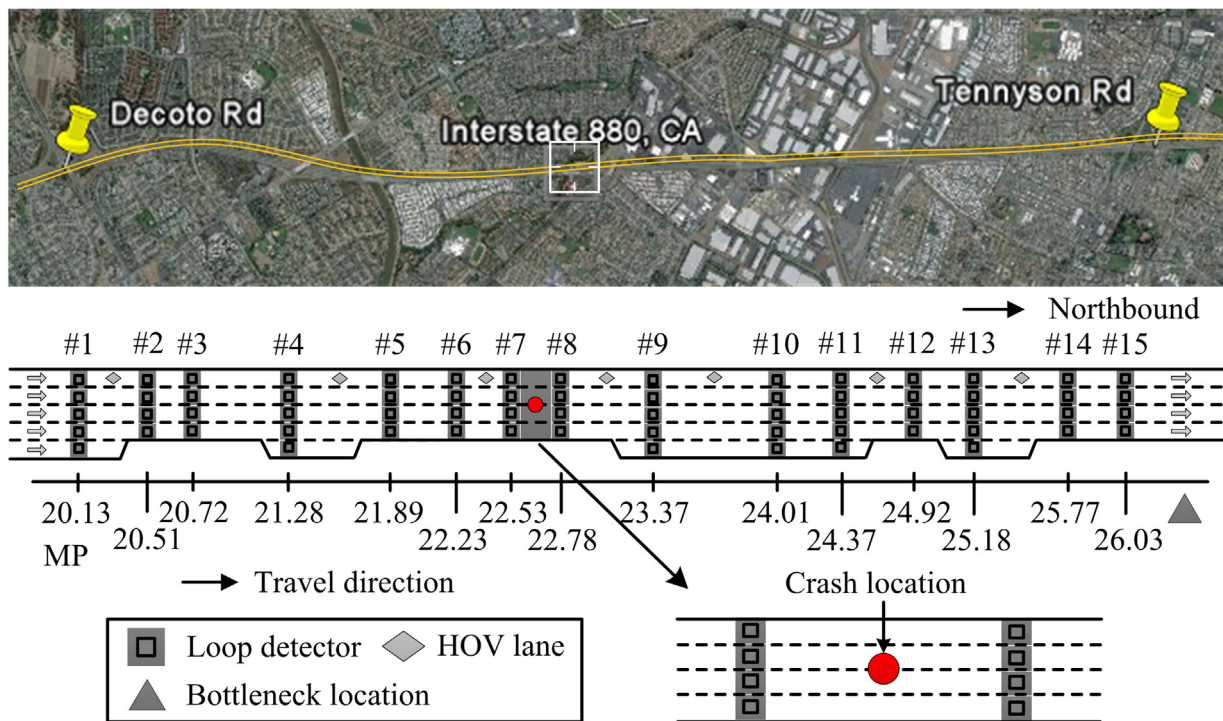 Decoto Rd
Interstate 880, CA
Tennyson Rd
Northbound
#1 #2 #3 #4 #5 #6 #7 #8 #9 #10 #11 #12 #13 #14 #15
20.13 20.72 21.28 21.89 22.53 23.37 24.01 24.92 25.77
20.51 22.23 22.78 24.37 25.18 26.03
MP
Travel direction
Crash location
Loop detector HOV lane
Bottleneck location